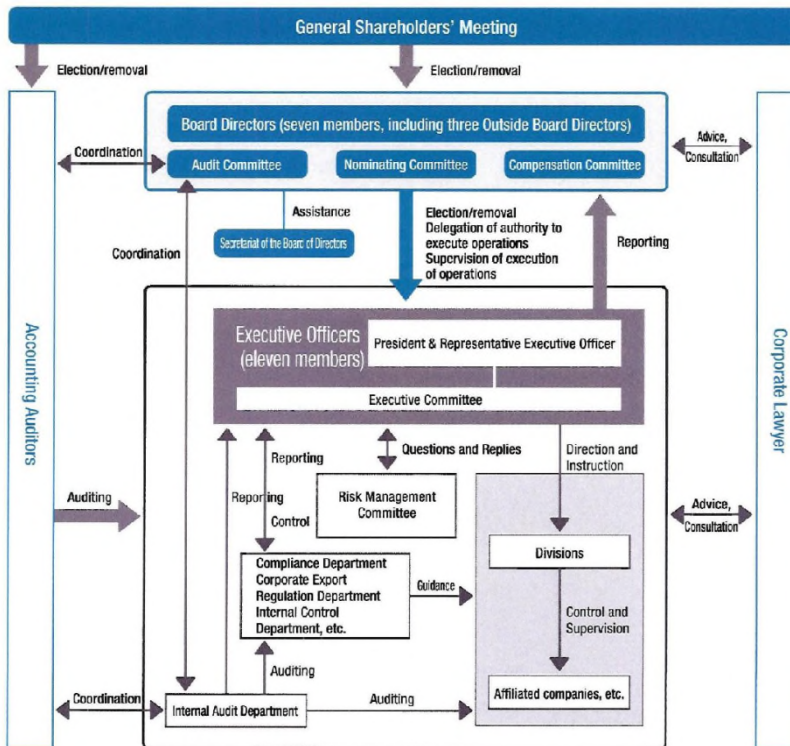 General Shareholders' Meeting
Election/removal
Election/removal
Board Directors (seven members, including three Outside Board Directors)
Coordination
Audit Committee
Nominating Committee
Compensation Committee
Advice,
Consultation
Assistance
Secretariat of the Board of Directors
Coordination
Election/removal
Delegation of authority to
execute operations
Supervision of execution
of operations
Reporting
Accounting Auditors
Corporate Lawyer
Executive Officers
(eleven members)
President & Representative Executive Officer
Executive Committee
Reporting
Reporting
Control
Questions and Replies
Direction and
Instruction
Auditing
Risk Management
Committee
Advice,
Consultation
Compliance Department
Corporate Export
Regulation Department
Internal Control
Department, etc.
Guidance
Divisions
Control and
Supervision
Auditing
Coordination
Internal Audit Department
Auditing
Affiliated companies, etc.